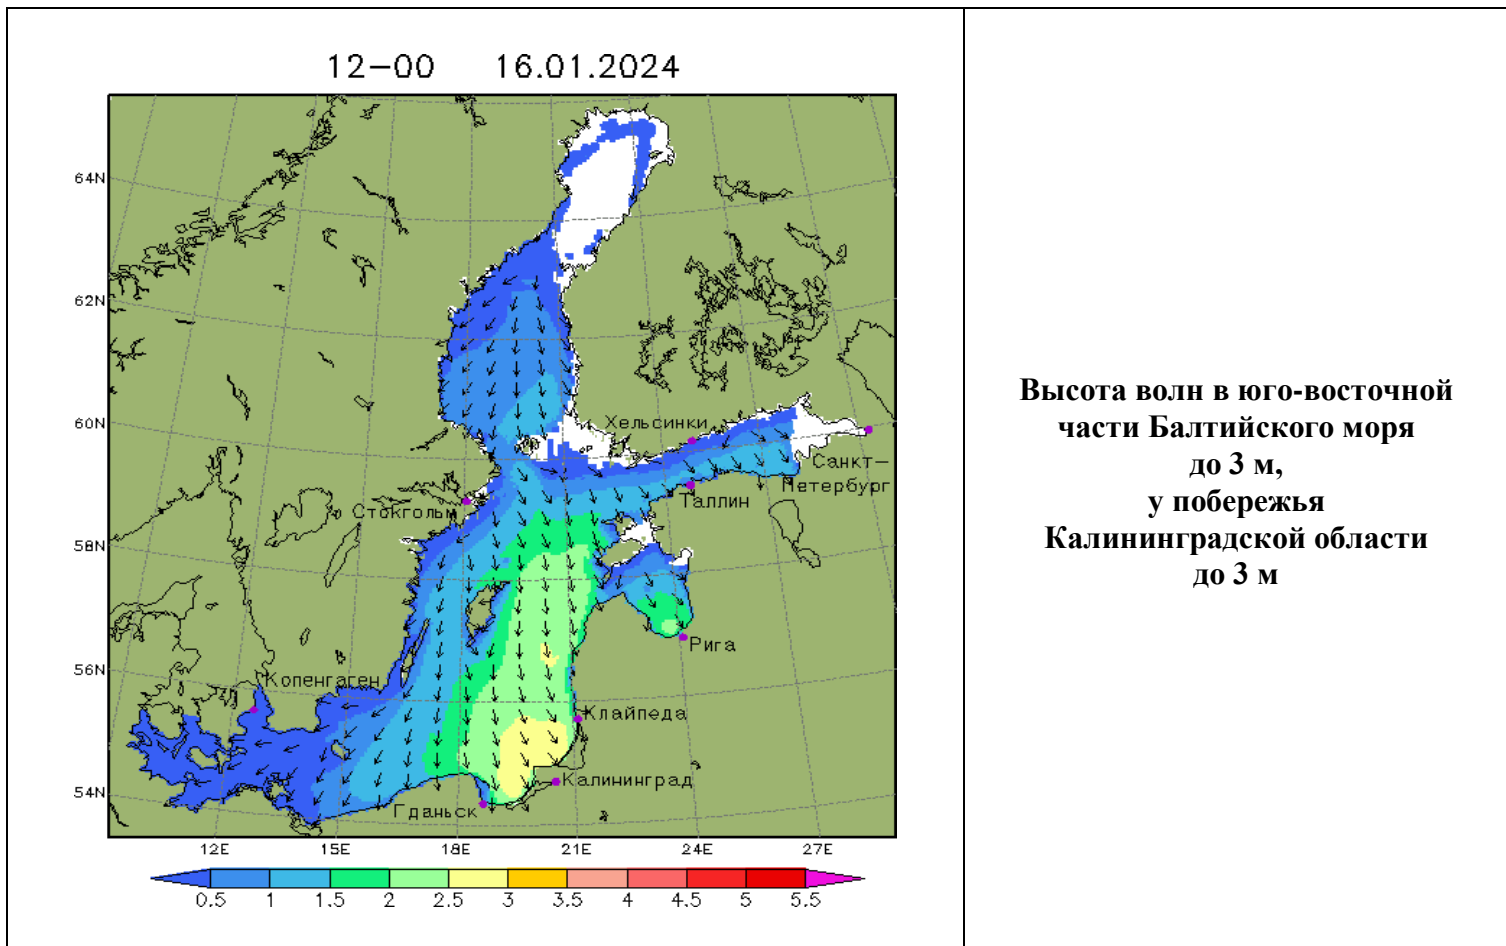 12-00 16.01.2024
64N
62N
60N
58N
56N
54N
Хельсинки
Санкт-
Петербург
Таллин
Стокгольм
Рига
Копенгаген
Клайпеда
Калининград
Гданьск
12E 15E 18E 21E 24E 27E
0.5 1 1.5 2 2.5 3 3.5 4 4.5 5 5.5
Высота волн в юго-восточной
части Балтийского моря
до 3 м,
у побережья
Калининградской области
до 3 м